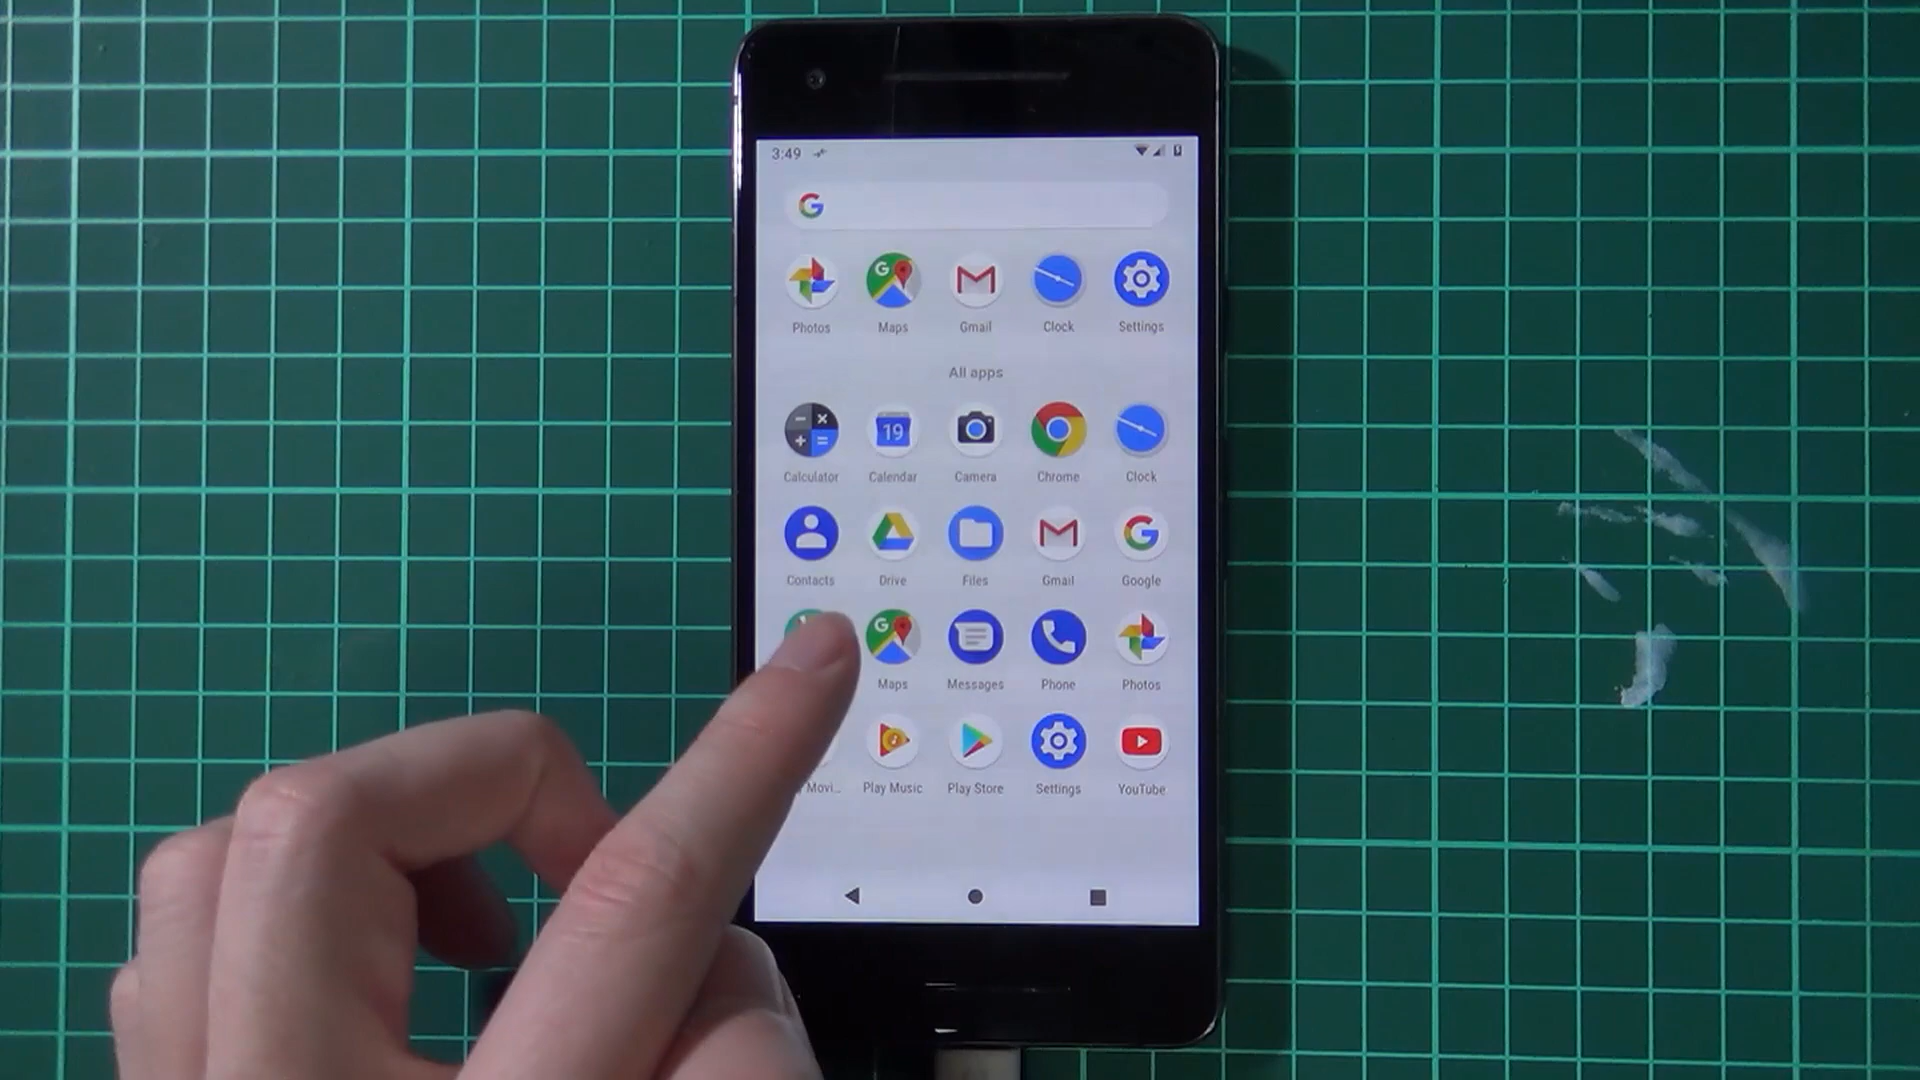 3:49
G
Photos Maps Gmail Clock Settings
All apps
19
Calculator Calendar Camera Chrome Clock
Contacts Drive Files Gmail Google
Maps Messages Phone Photos
Movi... Play Music Play Store Settings YouTube